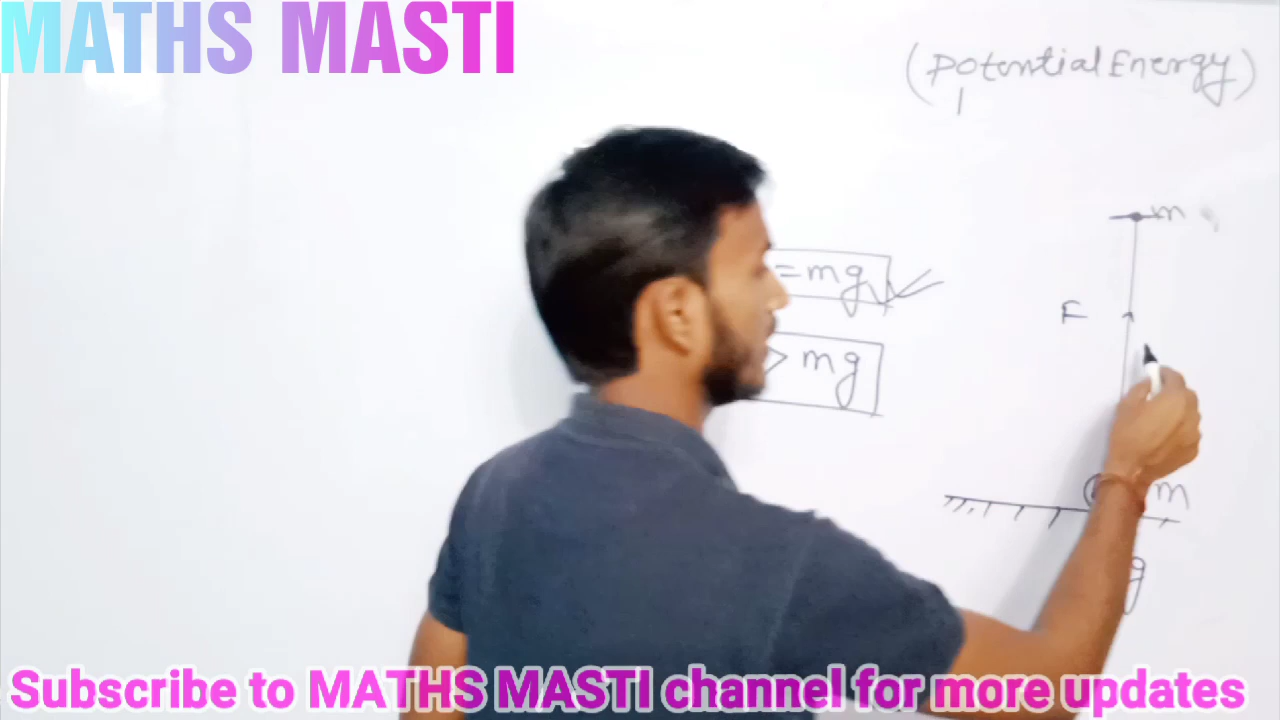 MATHS MASTI
(Potential Energy)
m
= mg
F
> mg
m
g
Subscribe to MATHS MASTI channel for more updates